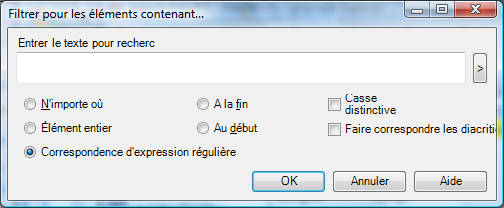 Filtrer pour les éléments contenant...
Entrer le texte pour recherc
>
N'importe où
A la fin
Casse
distinctive
Élément entier
Au début
Faire correspondre les diacriti
Correspondence d'expression régulière
OK
Annuler
Aide